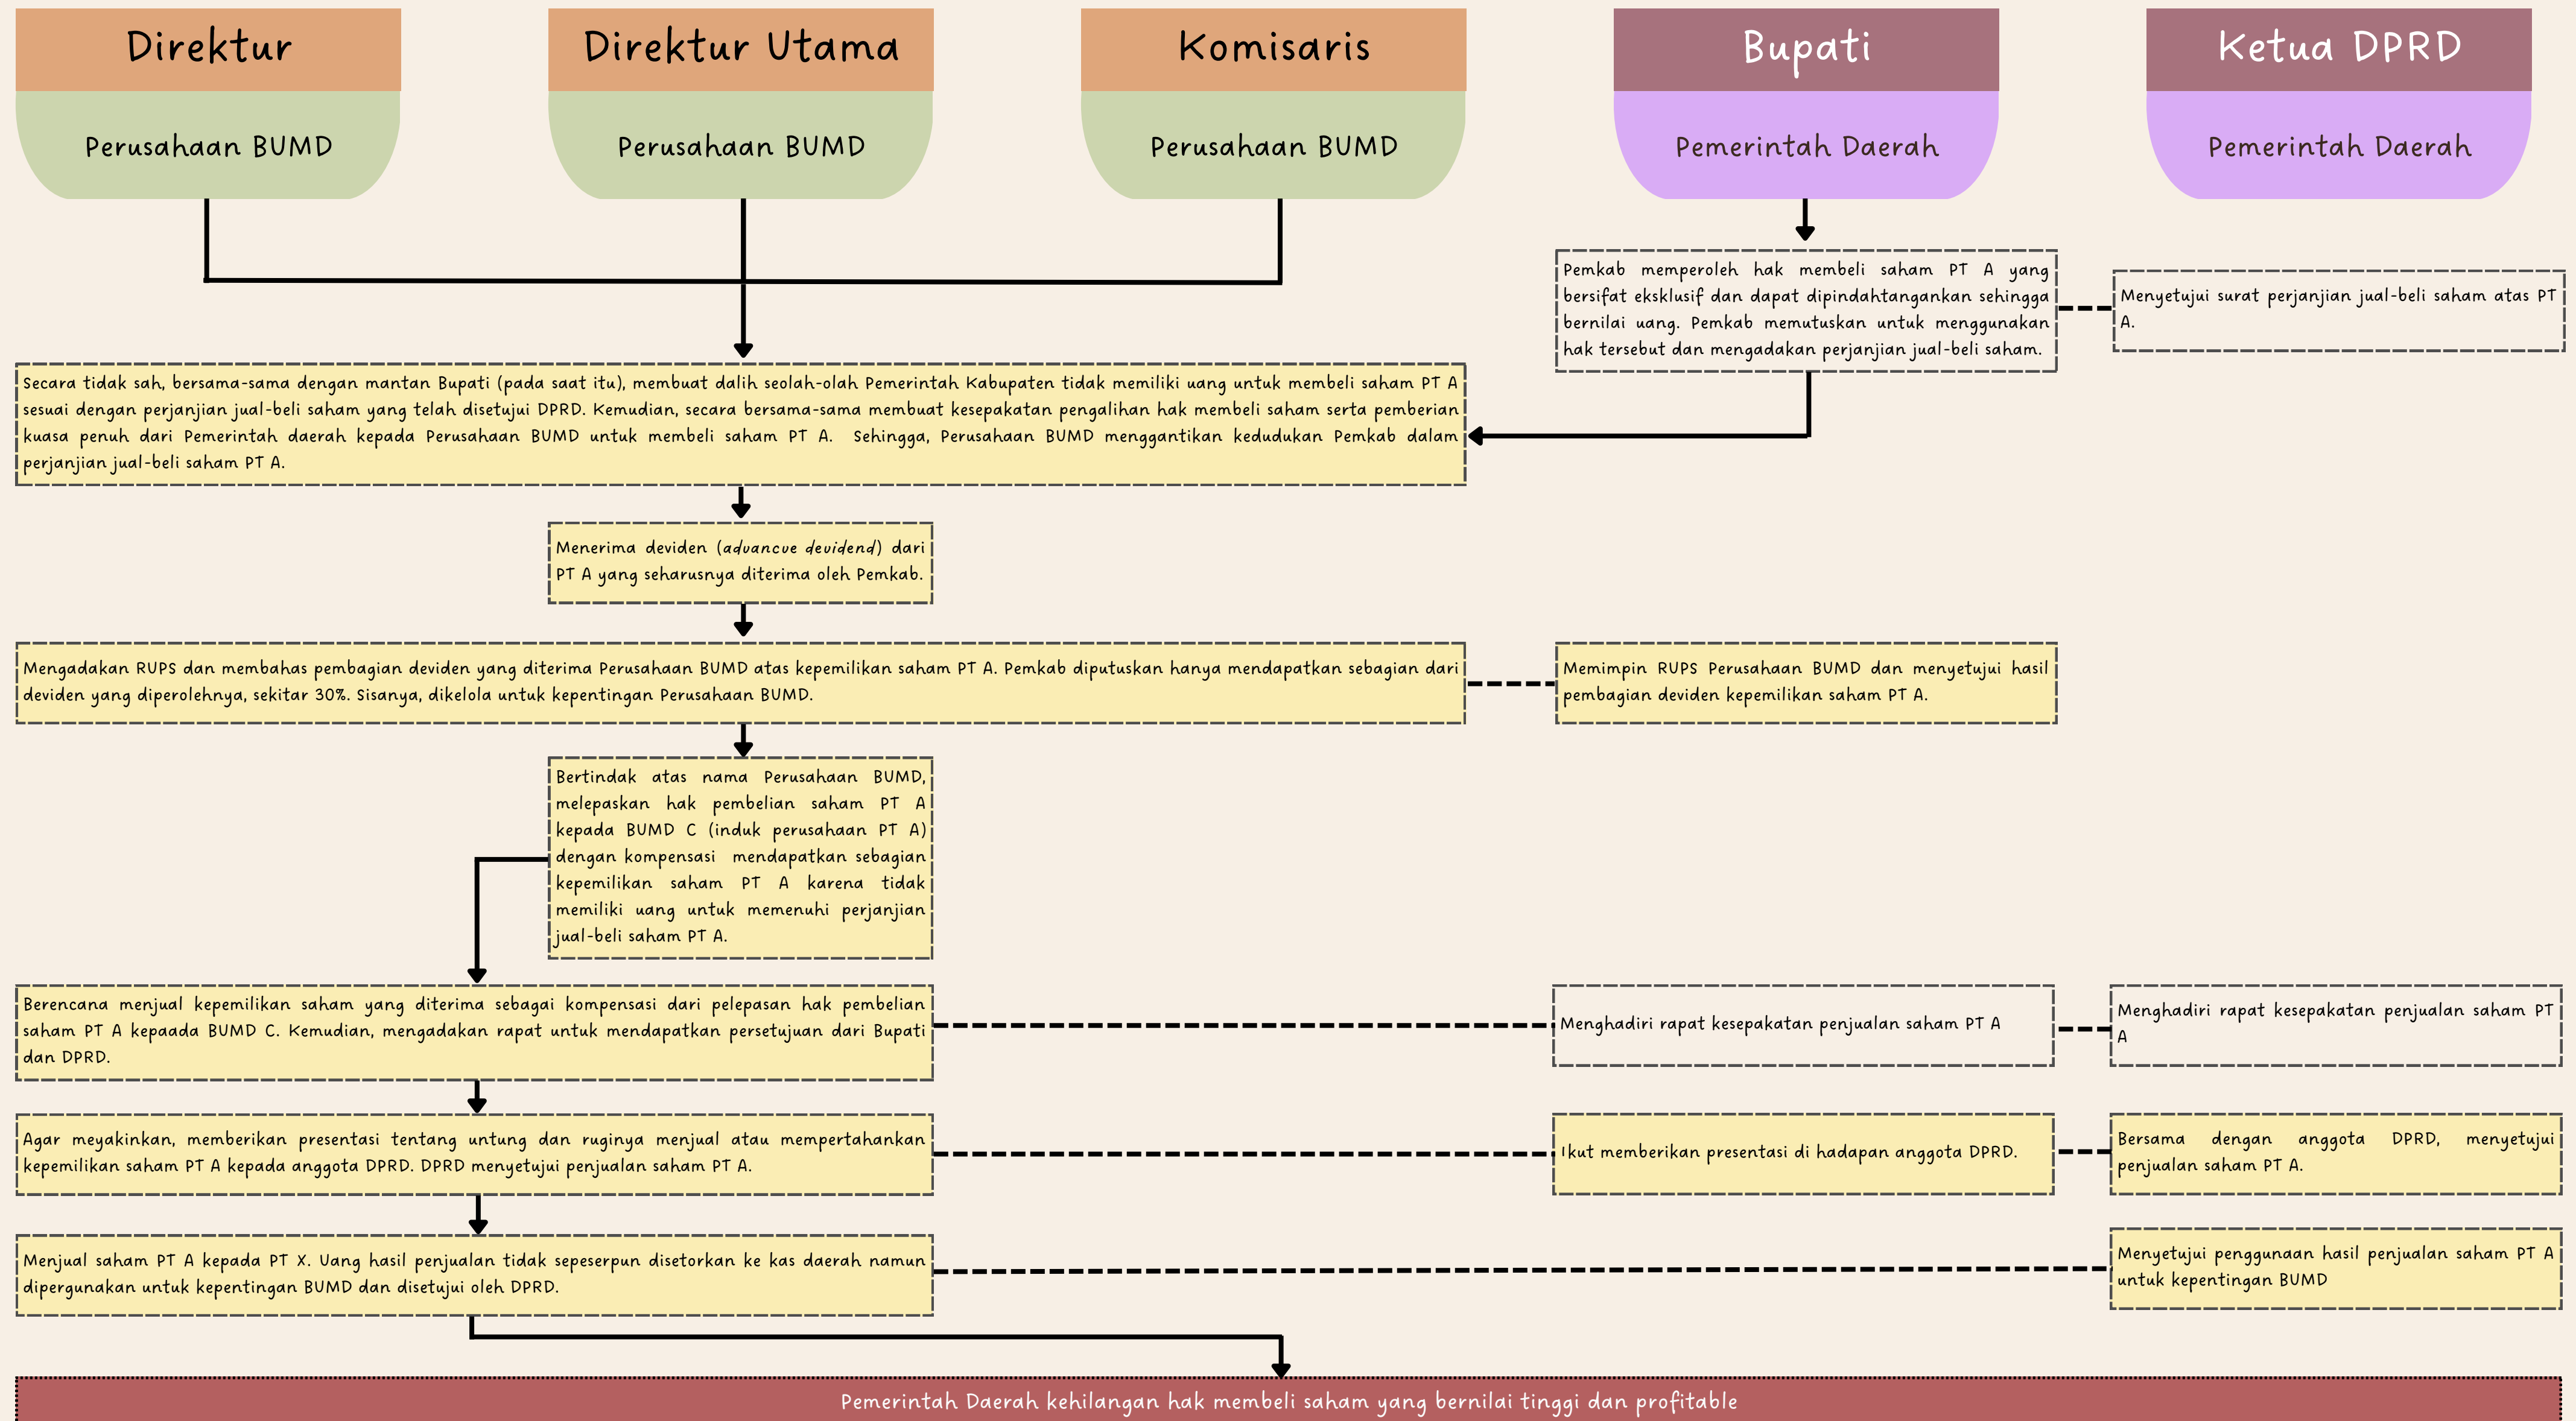 Direktur
Perusahaan BUMD
Direktur Utama
Perusahaan BUMD
Komisaris
Perusahaan BUMD
Bupati
Pemerintah Daerah
Ketua DPRD
Pemerintah Daerah
Pemkab memperoleh hak membeli saham PT A yang
bersifat eksklusif dan dapat dipindahtangankan sehingga
bernilai uang. Pemkab memutuskan untuk menggunakan
hak tersebut dan mengadakan perjanjian jual-beli saham.
Menyetujui surat perjanjian jual-beli saham atas PT
A.
Secara tidak sah, bersama-sama dengan mantan Bupati (pada saat itu), membuat dalih seolah-olah Pemerintah Kabupaten tidak memiliki uang untuk membeli saham PT A
sesuai dengan perjanjian jual-beli saham yang telah disetujui DPRD. Kemudian, secara bersama-sama membuat kesepakatan pengalihan hak membeli saham serta pemberian
kuasa penuh dari Pemerintah daerah kepada Perusahaan BUMD untuk membeli saham PT A. Sehingga, Perusahaan BUMD menggantikan kedudukan Pemkab dalam
perjanjian jual-beli saham PT A.
Menerima deviden (advancve devidend) dari
PT A yang seharusnya diterima oleh Pemkab.
Mengadakan RUPS dan membahas pembagian deviden yang diterima Perusahaan BUMD atas kepemilikan saham PT A. Pemkab diputuskan hanya mendapatkan sebagian dari
deviden yang diperolehnya, sekitar 30%. Sisanya, dikelola untuk kepentingan Perusahaan BUMD.
Memimpin RUPS Perusahaan BUMD dan menyetujui hasil
pembagian deviden kepemilikan saham PT A.
Bertindak atas nama Perusahaan BUMD,
melepaskan hak pembelian saham PT A
kepada BUMD C (induk perusahaan PT A)
dengan kompensasi mendapatkan sebagian
kepemilikan saham PT A karena tidak
memiliki uang untuk memenuhi perjanjian
jual-beli saham PT A.
Berencana menjual kepemilikan saham yang diterima sebagai kompensasi dari pelepasan hak pembelian
saham PT A kepaada BUMD C. Kemudian, mengadakan rapat untuk mendapatkan persetujuan dari Bupati
dan DPRD.
Menghadiri rapat kesepakatan penjualan saham PT A
Menghadiri rapat kesepakatan penjualan saham PT
A
Agar meyakinkan, memberikan presentasi tentang untung dan ruginya menjual atau mempertahankan
kepemilikan saham PT A kepada anggota DPRD. DPRD menyetujui penjualan saham PT A.
Ikut memberikan presentasi di hadapan anggota DPRD.
Bersama dengan anggota DPRD, menyetujui
penjualan saham PT A.
Menjual saham PT A kepada PT X. Uang hasil penjualan tidak sepeserpun disetorkan ke kas daerah namun
dipergunakan untuk kepentingan BUMD dan disetujui oleh DPRD.
Menyetujui penggunaan hasil penjualan saham PT A
untuk kepentingan BUMD
Pemerintah Daerah kehilangan hak membeli saham yang bernilai tinggi dan profitable